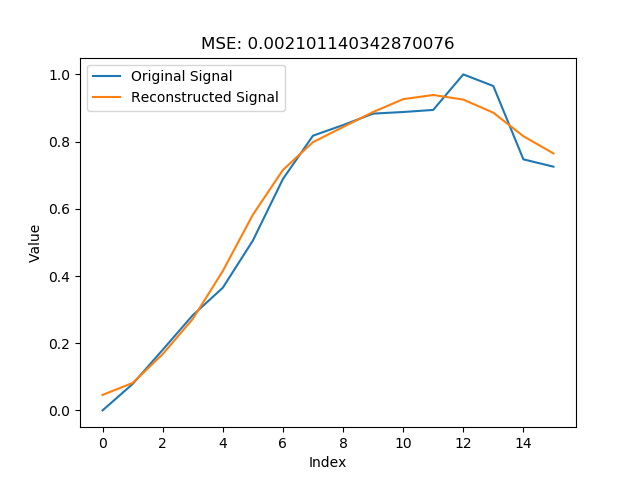 MSE: 0.002101140342870076
Original Signal
Reconstructed Signal
1.0
0.8
0.6
0.4
0.2
0.0
Value
0 2 4 6 8 10 12 14
Index